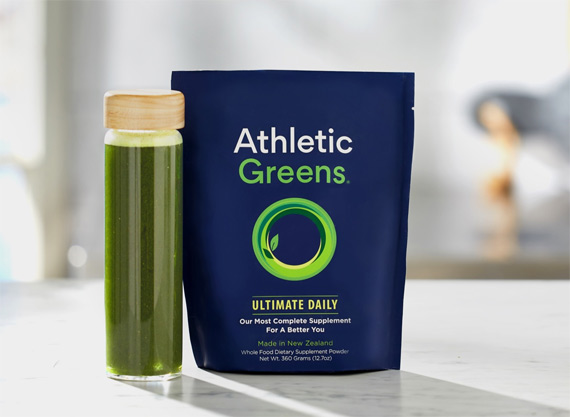 Athletic
Greens®
ULTIMATE DAILY
Our Most Complete Supplement
For A Better You
Made in New Zealand
Whole Food Dietary Supplement Powder
Net Wt. 360 Grams (12.7oz)